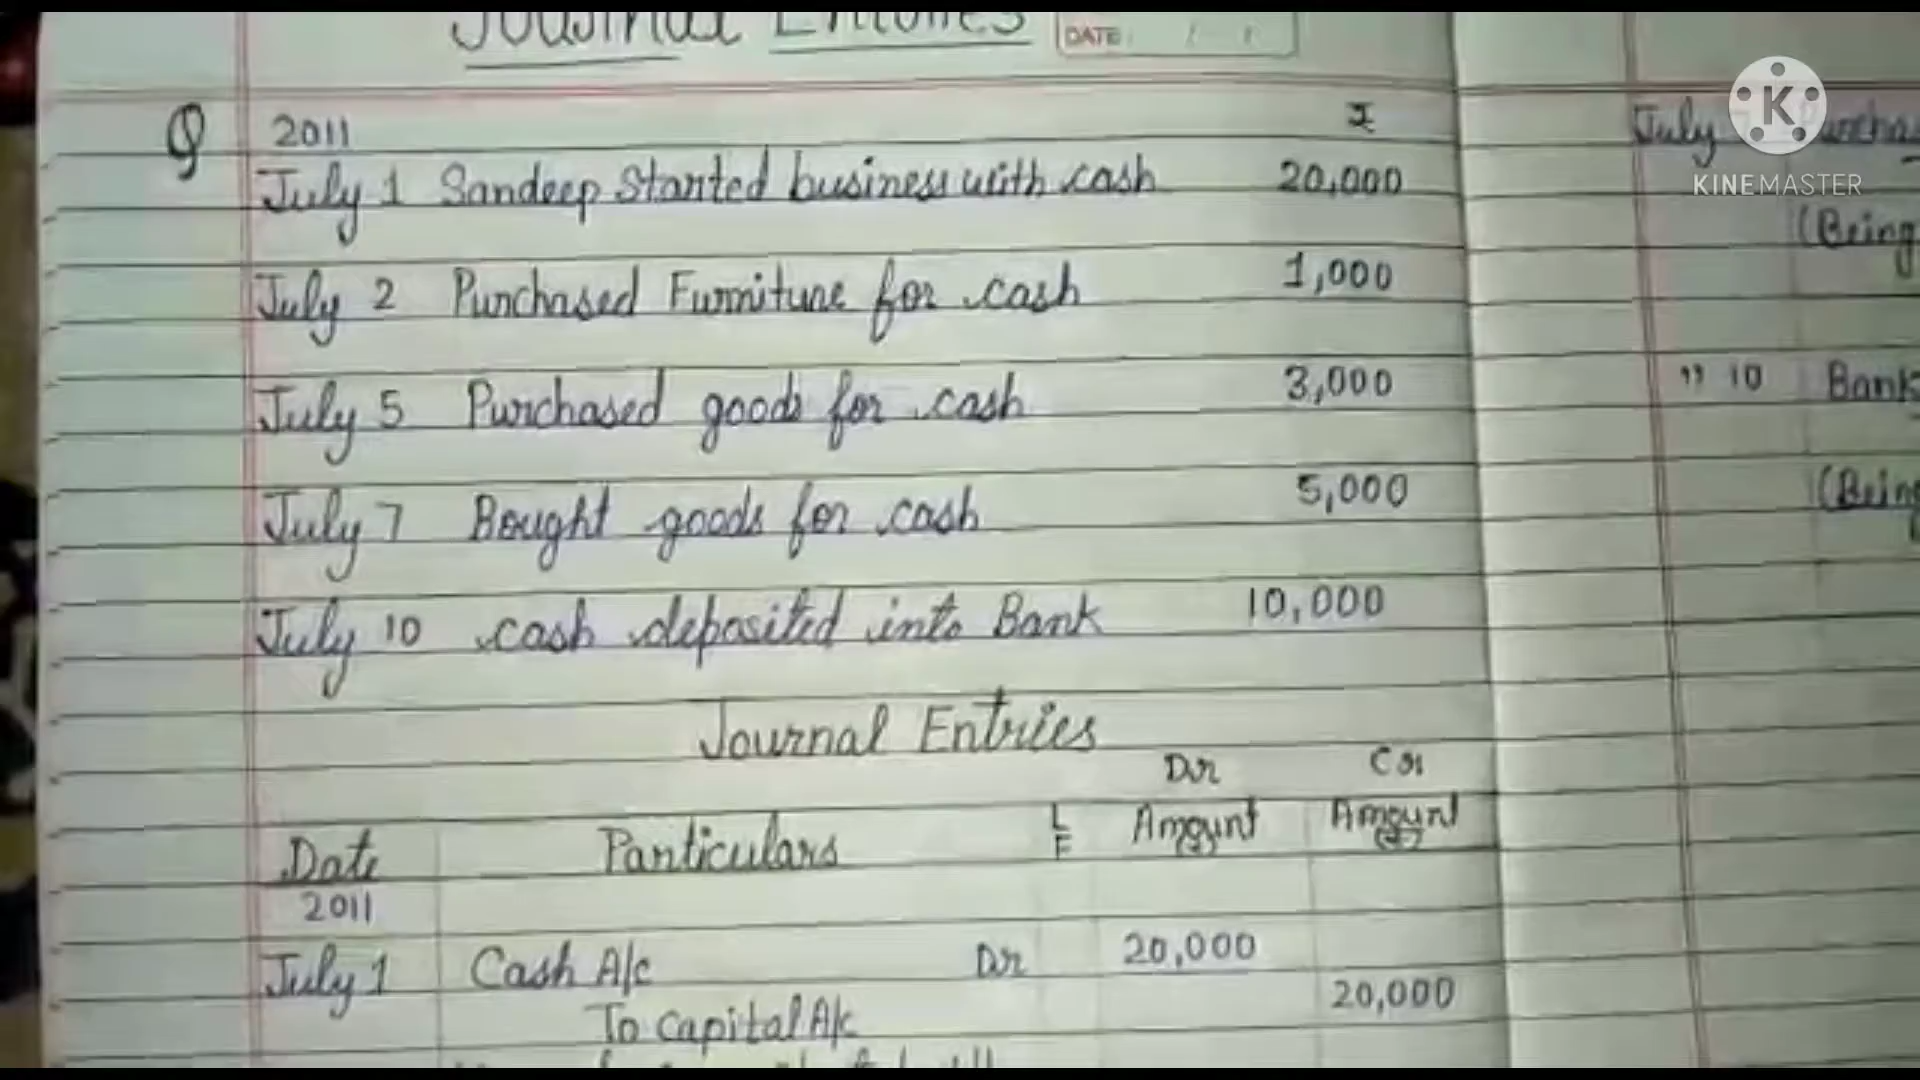 Journal Entries
DATE: / /
Q 2011 ₹
July 1 Sandeep Started business with cash 20,000
July 2 Purchased Furniture for cash 1,000
July 5 Purchased goods for cash 3,000
July 7 Bought goods for cash 5,000
July 10 cash deposited into Bank 10,000
Journal Entries
Dr Cr
Date Particulars L F Amount (₹) Amount (₹)
2011
July 1 Cash A/c Dr 20,000
To Capital A/c 20,000
July
(Being
" 10 Bank
(Being
KINEMASTER